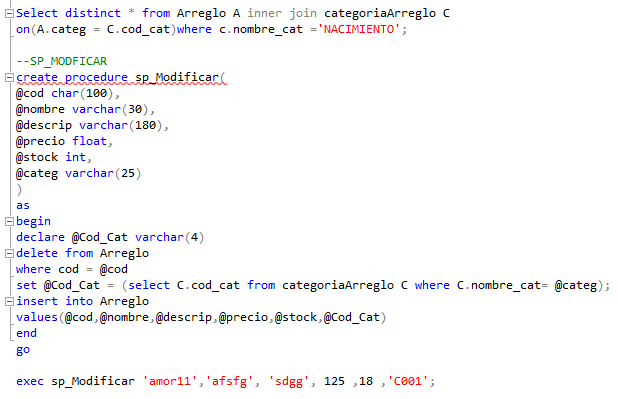 Select distinct * from Arreglo A inner join categoriaArreglo C
on(A.categ = C.cod_cat)where c.nombre_cat ='NACIMIENTO';
--SP_MODFICAR
create procedure sp_Modificar(
@cod char(100),
@nombre varchar(30),
@descrip varchar(180),
@precio float,
@stock int,
@categ varchar(25)
)
as
begin
declare @Cod_Cat varchar(4)
delete from Arreglo
where cod = @cod
set @Cod_Cat = (select C.cod_cat from categoriaArreglo C where C.nombre_cat= @categ);
insert into Arreglo
values(@cod,@nombre,@descrip,@precio,@stock,@Cod_Cat)
end
go
exec sp_Modificar 'amor11','afsfg', 'sdgg', 125 ,18 ,'C001';